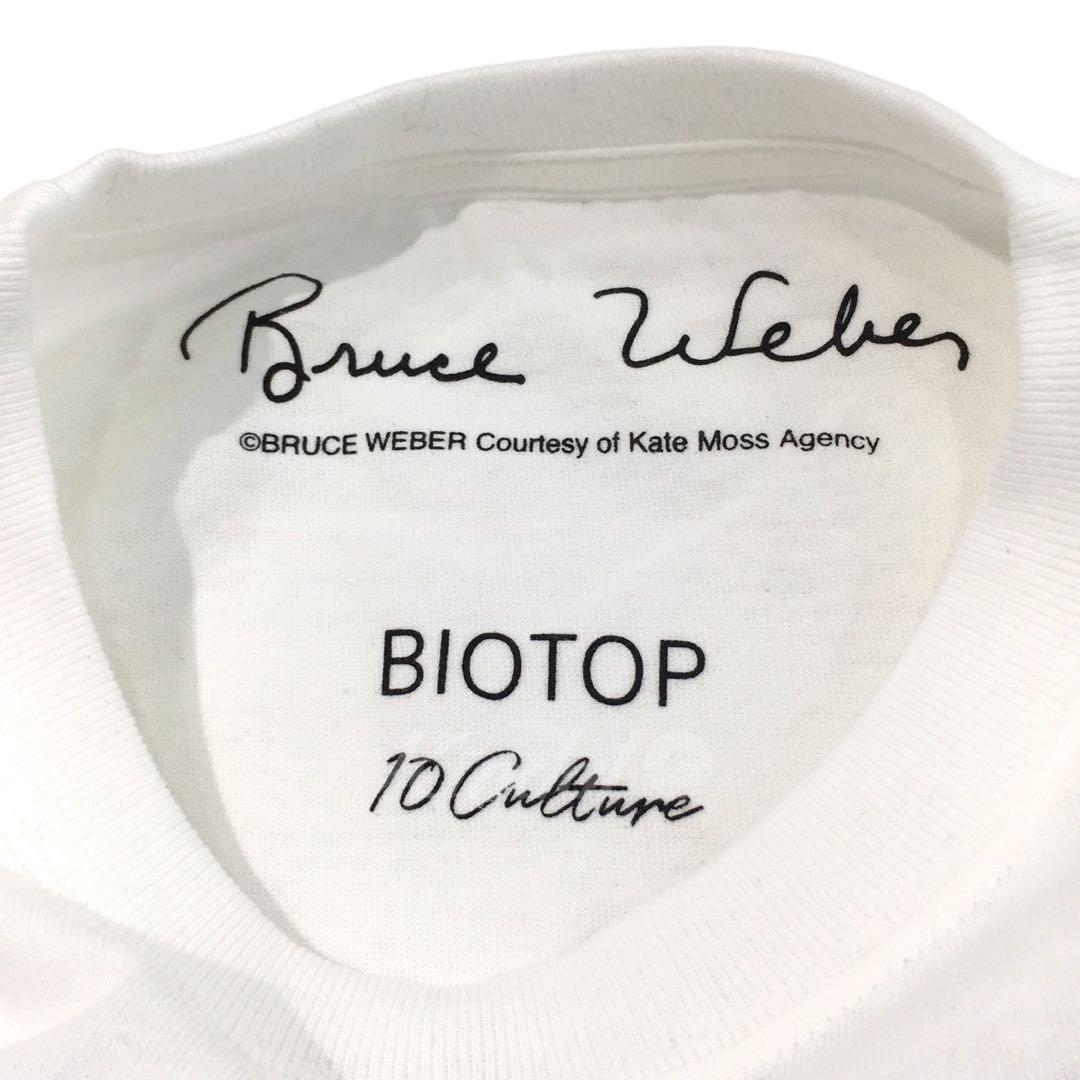 Bruce Weber
©BRUCE WEBER Courtesy of Kate Moss Agency
BIOTOP
10 Culture